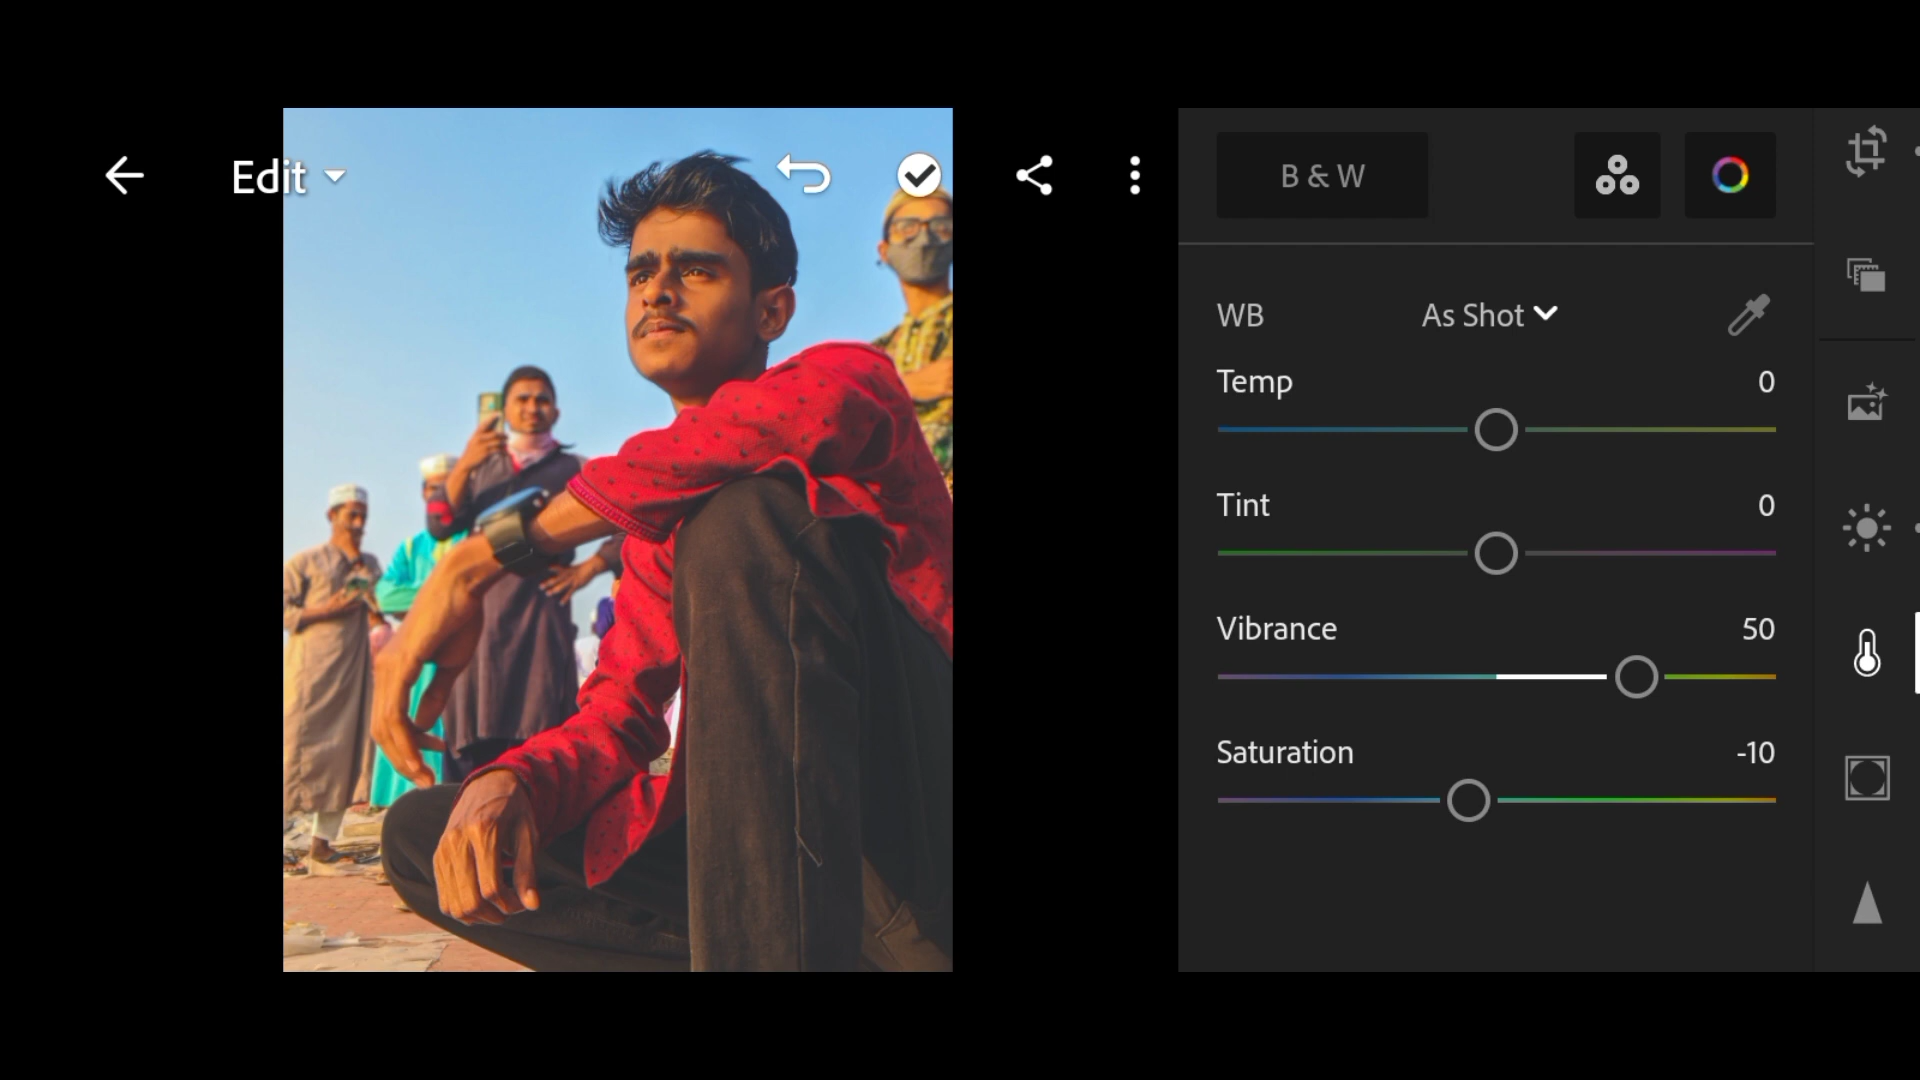 Edit
B & W
WB As Shot
Temp 0
Tint 0
Vibrance 50
Saturation -10